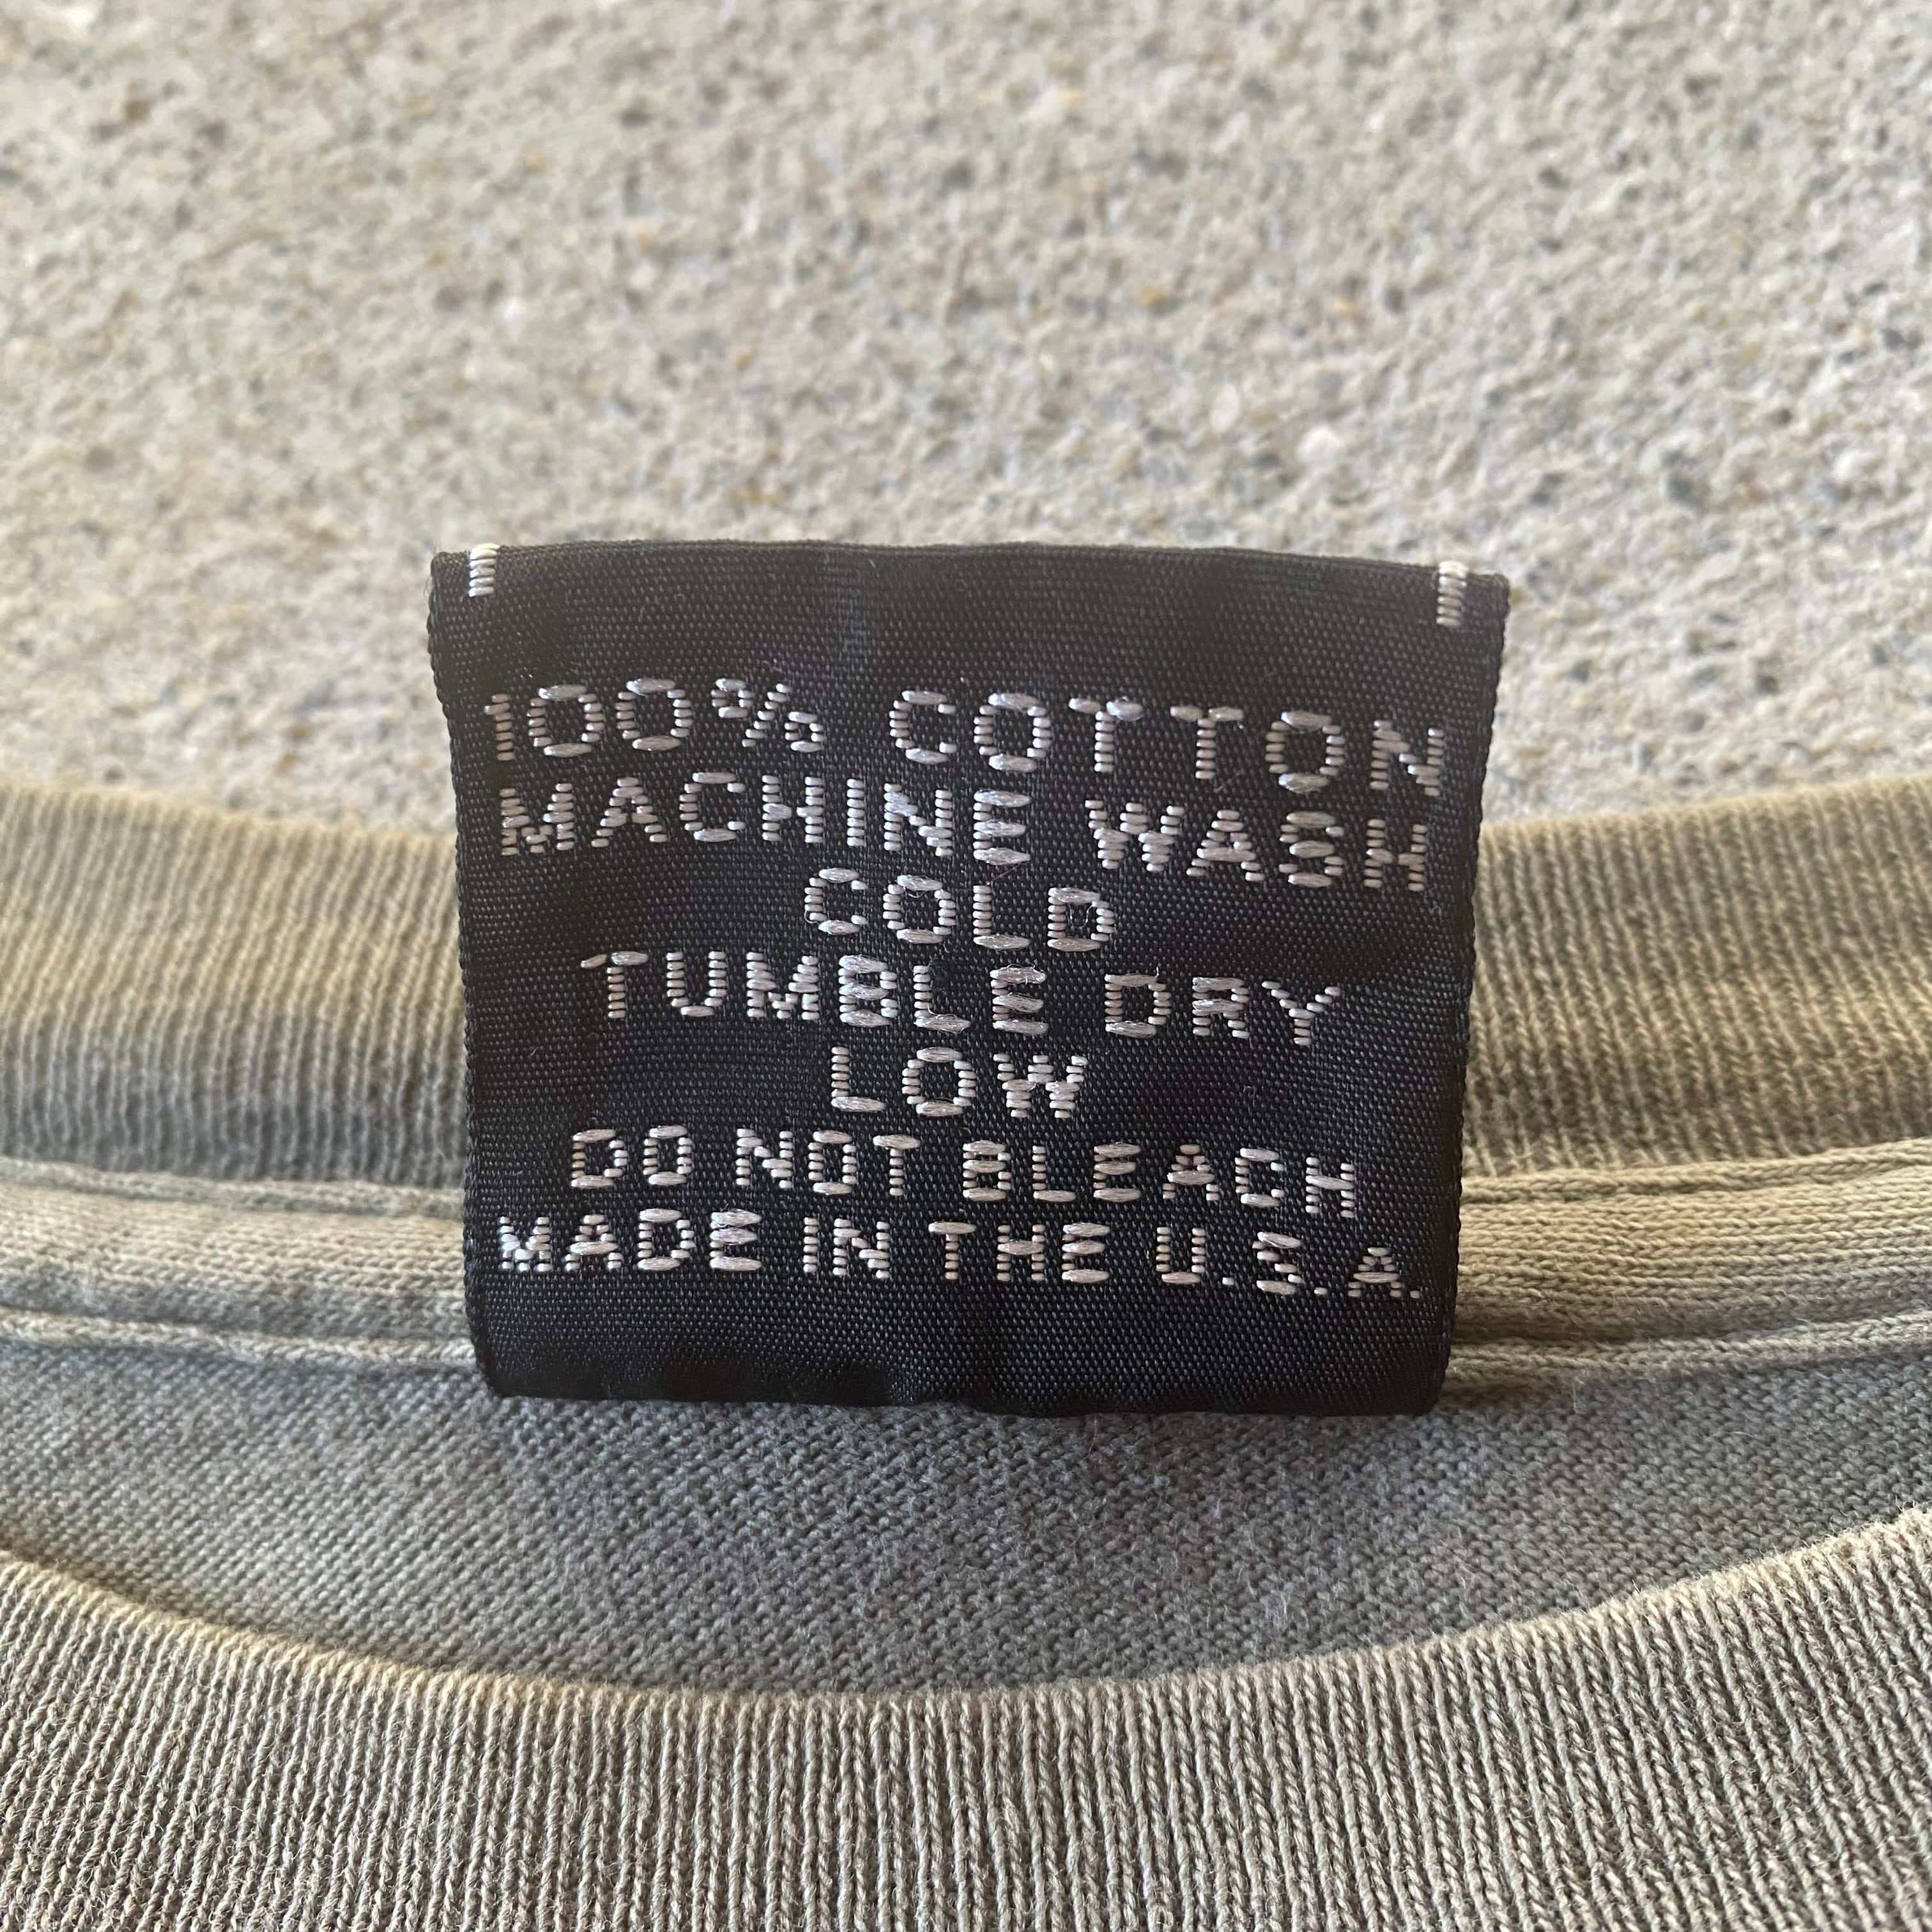 100% COTTON
MACHINE WASH
COLD
TUMBLE DRY
LOW
DO NOT BLEACH
MADE IN THE U.S.A.